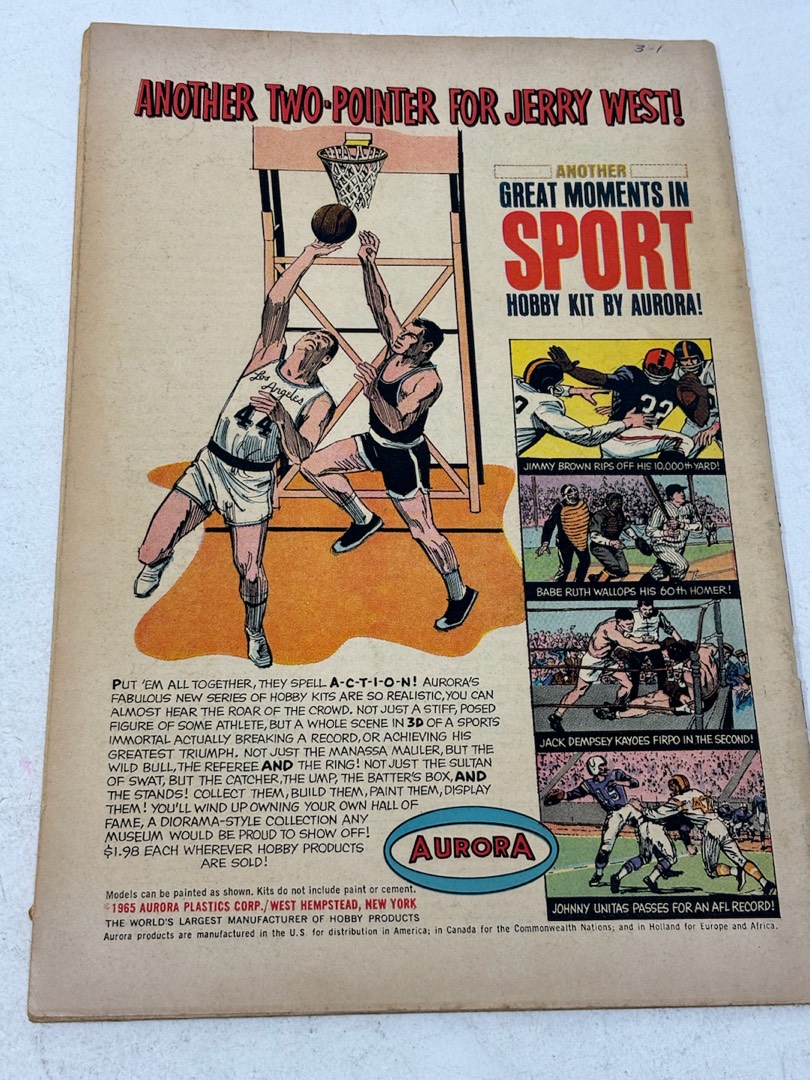 3-1
ANOTHER TWO-POINTER FOR JERRY WEST!
ANOTHER
GREAT MOMENTS IN
SPORT
HOBBY KIT BY AURORA!
Los
Angeles
44
32
JIMMY BROWN RIPS OFF HIS 10,000th YARD!
BABE RUTH WALLOPS HIS 60th HOMER!
JACK DEMPSEY KAYOES FIRPO IN THE SECOND!
JOHNNY UNITAS PASSES FOR AN AFL RECORD!
PUT 'EM ALL TOGETHER, THEY SPELL A-C-T-I-O-N! AURORA'S
FABULOUS NEW SERIES OF HOBBY KITS ARE SO REALISTIC, YOU CAN
ALMOST HEAR THE ROAR OF THE CROWD. NOT JUST A STIFF, POSED
FIGURE OF SOME ATHLETE, BUT A WHOLE SCENE IN 3D OF A SPORTS
IMMORTAL ACTUALLY BREAKING A RECORD, OR ACHIEVING HIS
GREATEST TRIUMPH. NOT JUST THE MANASSA MAULER, BUT THE
WILD BULL, THE REFEREE AND THE RING! NOT JUST THE SULTAN
OF SWAT, BUT THE CATCHER, THE UMP, THE BATTER'S BOX, AND
THE STANDS! COLLECT THEM, BUILD THEM, PAINT THEM, DISPLAY
THEM! YOU'LL WIND UP OWNING YOUR OWN HALL OF
FAME, A DIORAMA-STYLE COLLECTION ANY
MUSEUM WOULD BE PROUD TO SHOW OFF!
$1.98 EACH WHEREVER HOBBY PRODUCTS
ARE SOLD!
AURORA
Models can be painted as shown. Kits do not include paint or cement.
©1965 AURORA PLASTICS CORP./WEST HEMPSTEAD, NEW YORK
THE WORLD'S LARGEST MANUFACTURER OF HOBBY PRODUCTS
Aurora products are manufactured in the U.S. for distribution in America; in Canada for the Commonwealth Nations; and in Holland for Europe and Africa.